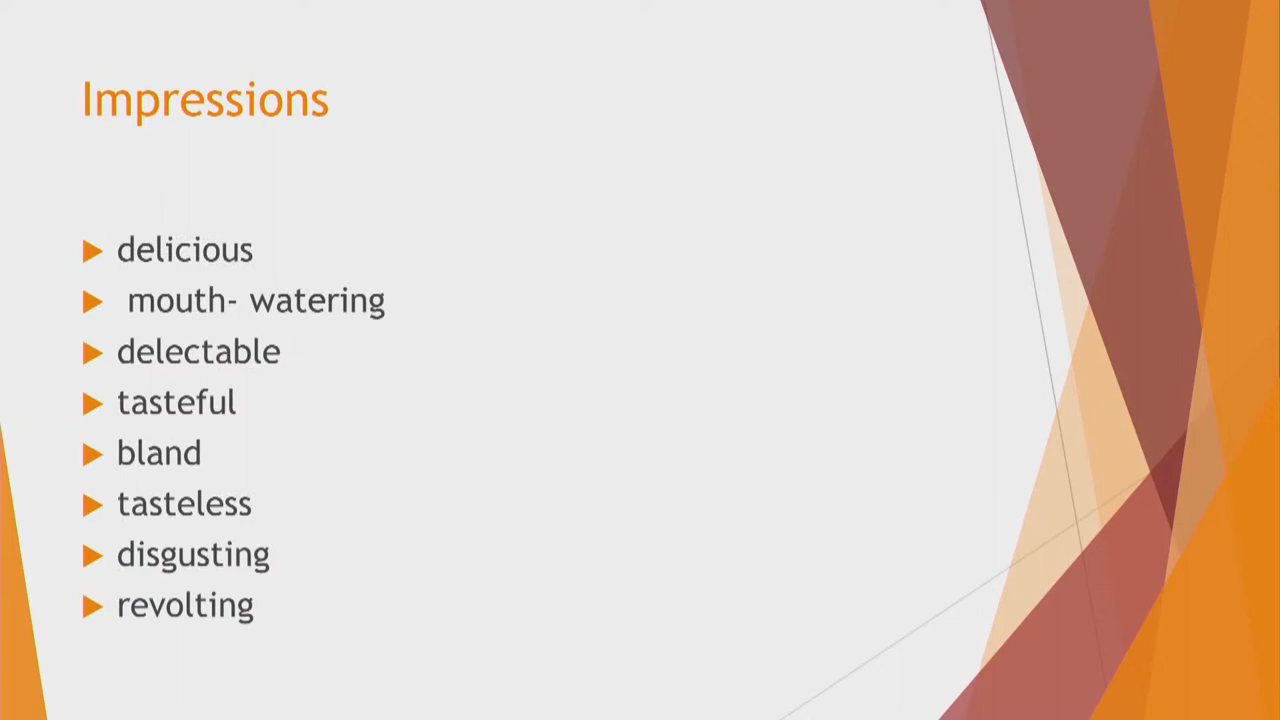 Impressions
delicious
mouth- watering
delectable
tasteful
bland
tasteless
disgusting
revolting